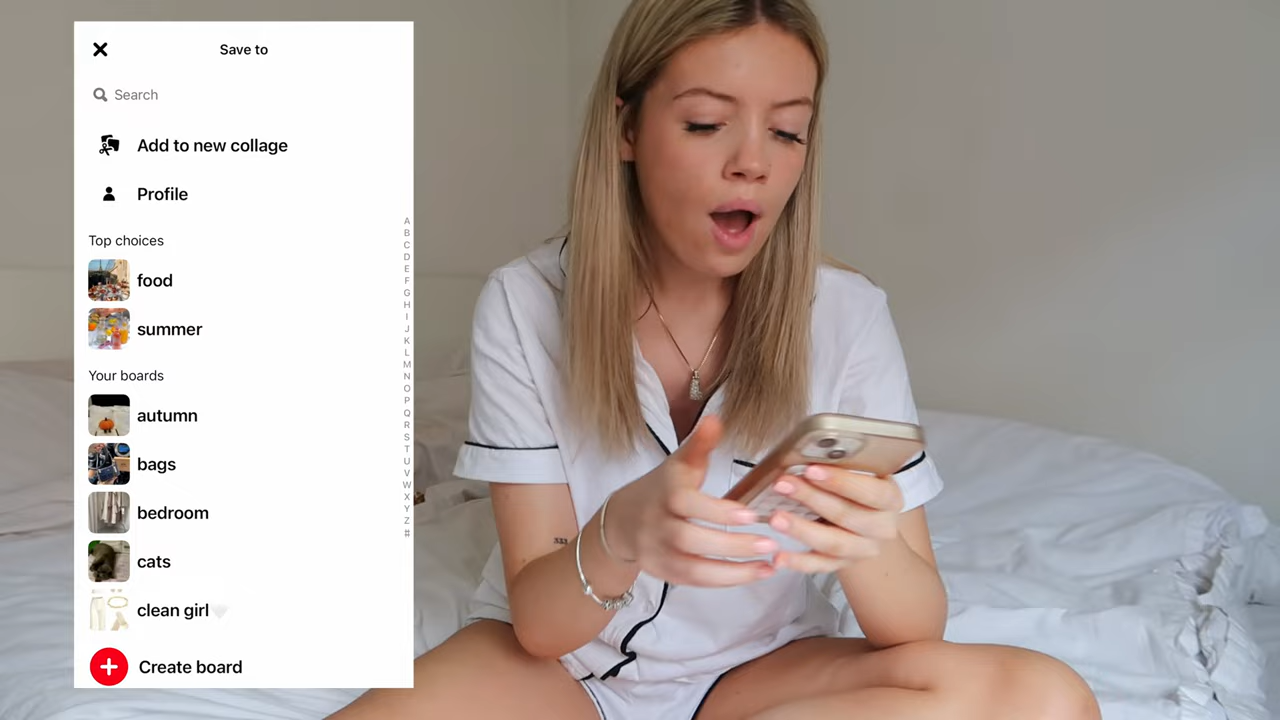 Save to
Search
Add to new collage
Profile
Top choices
food
summer
Your boards
autumn
bags
bedroom
cats
clean girl🤍
Create board
A
B
C
D
E
F
G
H
I
J
K
L
M
N
O
P
Q
R
S
T
U
V
W
X
Y
Z
#
333